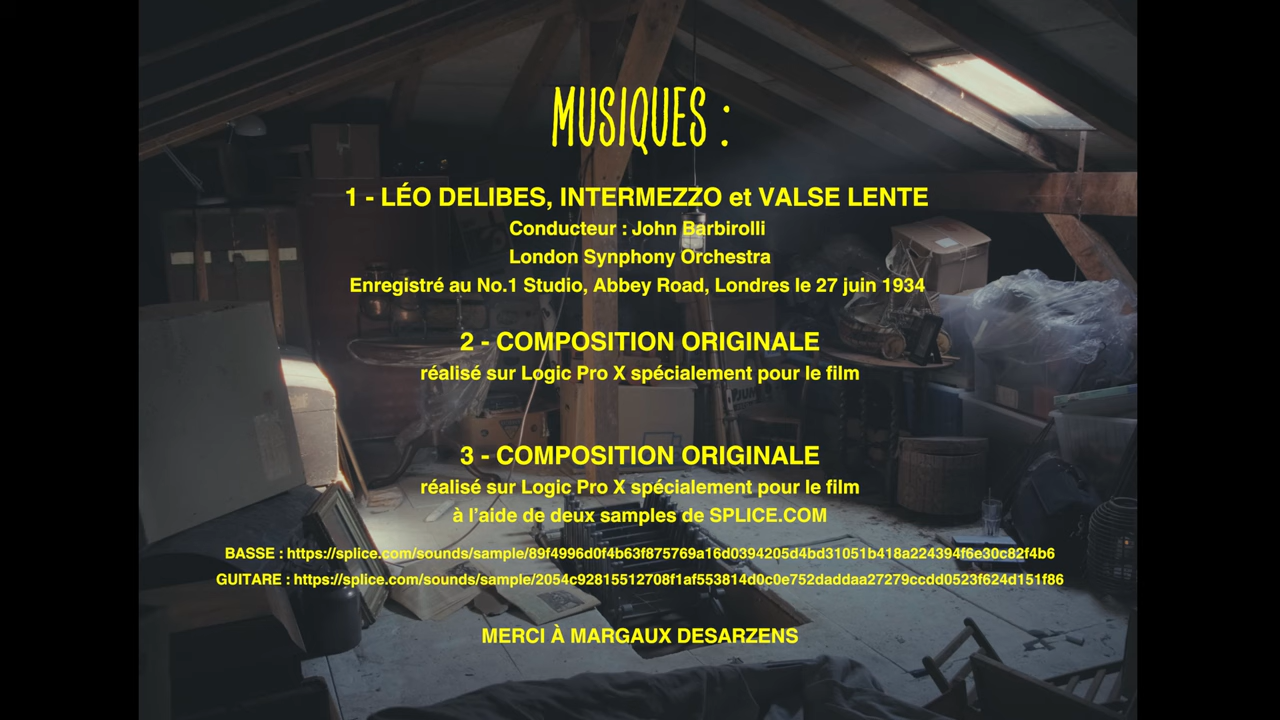 MUSIQUES :
1 - LÉO DELIBES, INTERMEZZO et VALSE LENTE
Conducteur : John Barbirolli
London Synphony Orchestra
Enregistré au No.1 Studio, Abbey Road, Londres le 27 juin 1934
2 - COMPOSITION ORIGINALE
réalisé sur Logic Pro X spécialement pour le film
3 - COMPOSITION ORIGINALE
réalisé sur Logic Pro X spécialement pour le film
à l’aide de deux samples de SPLICE.COM
BASSE : https://splice.com/sounds/sample/89f4996d0f4b63f875769a16d0394205d4bd31051b418a224394f6e30c82f4b6
GUITARE : https://splice.com/sounds/sample/2054c92815512708f1af553814d0c0e752daddaa27279ccdd0523f624d151f86
MERCI À MARGAUX DESARZENS